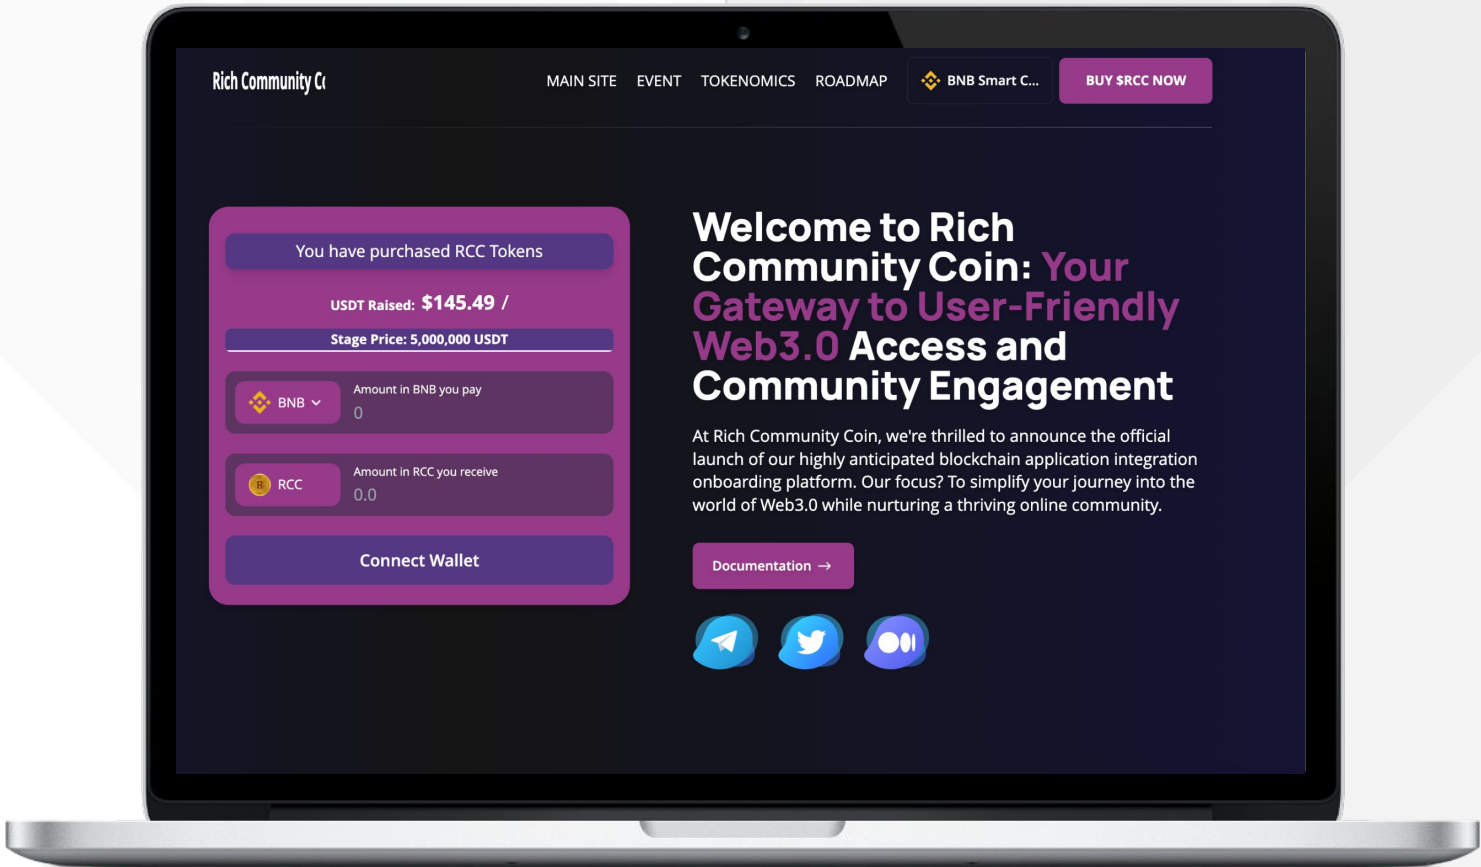 Rich Community Co
MAIN SITE EVENT TOKENOMICS ROADMAP BNB Smart C... BUY $RCC NOW
You have purchased RCC Tokens
USDT Raised: $145.49 /
Stage Price: 5,000,000 USDT
BNB
Amount in BNB you pay
0
RCC
Amount in RCC you receive
0.0
Connect Wallet
Welcome to Rich
Community Coin: Your
Gateway to User-Friendly
Web3.0 Access and
Community Engagement
At Rich Community Coin, we're thrilled to announce the official
launch of our highly anticipated blockchain application integration
onboarding platform. Our focus? To simplify your journey into the
world of Web3.0 while nurturing a thriving online community.
Documentation →